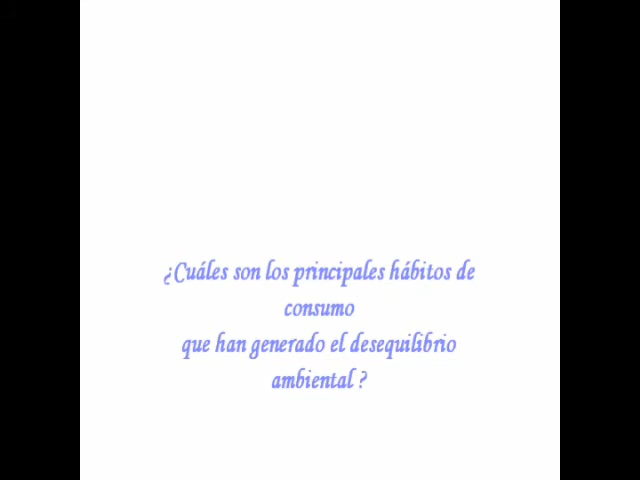 ¿Cuáles son los principales hábitos de
consumo
que han generado el desequilibrio
ambiental ?